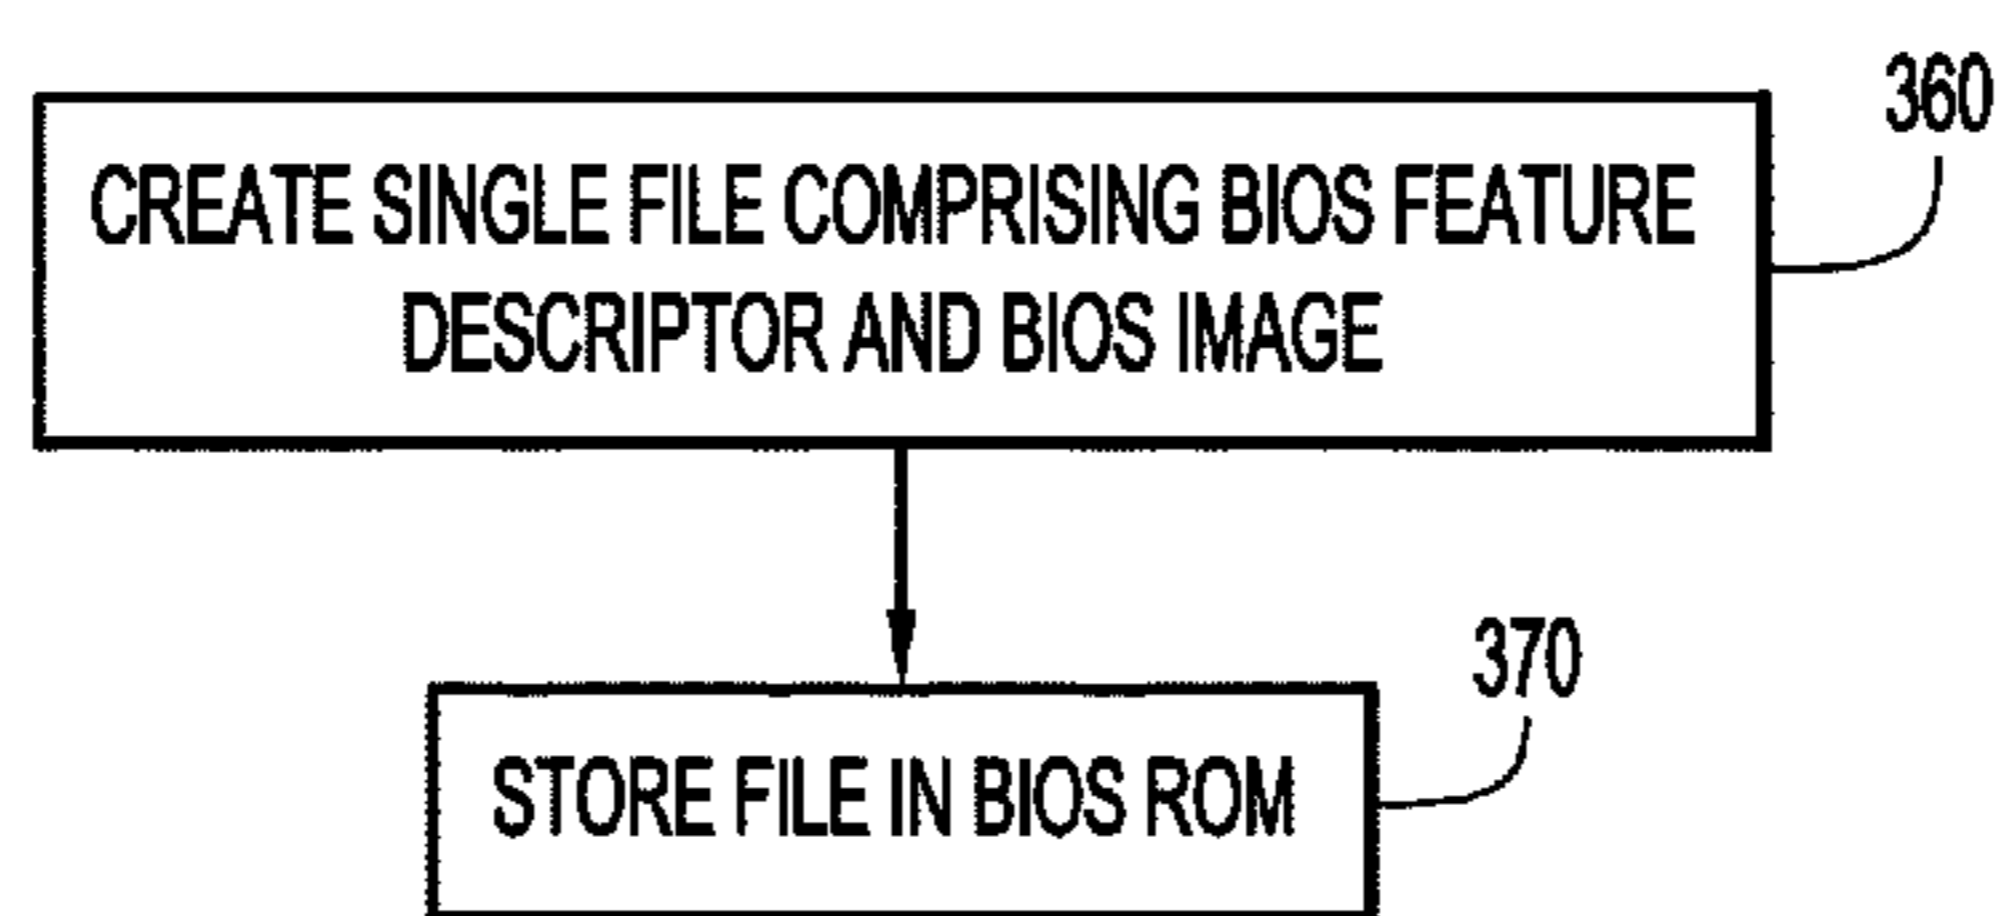 360
CREATE SINGLE FILE COMPRISING BIOS FEATURE
DESCRIPTOR AND BIOS IMAGE
370
STORE FILE IN BIOS ROM